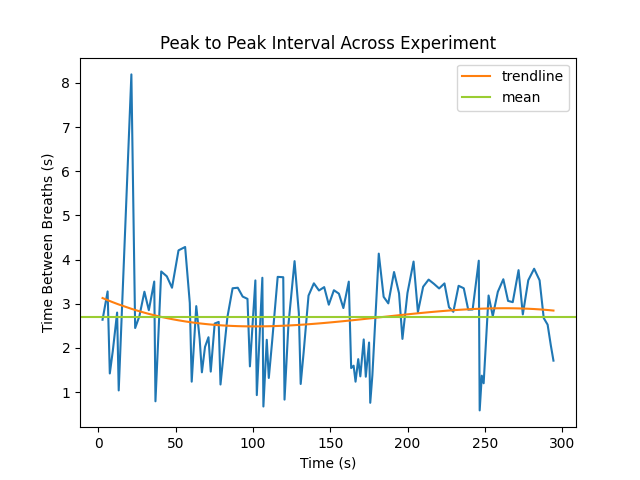 Peak to Peak Interval Across Experiment
trendline
mean
8
7
6
5
4
3
2
1
Time Between Breaths (s)
0 50 100 150 200 250 300
Time (s)